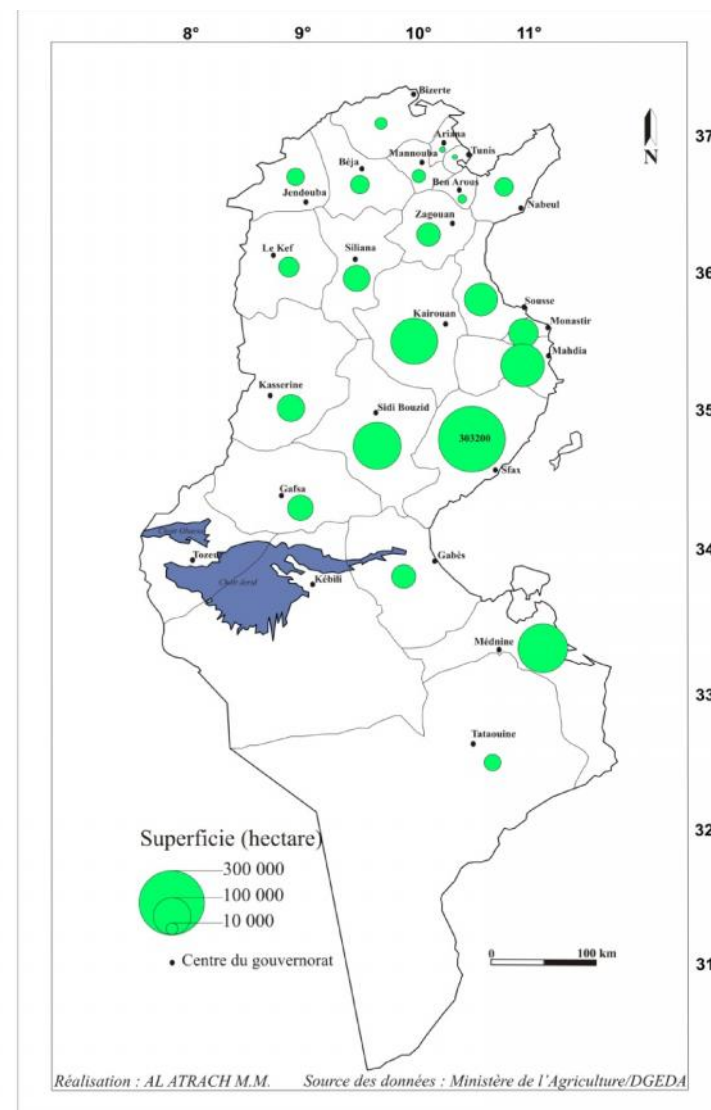 8° 9° 10° 11°
Bizerte
37
Ariana
Tunis
Mannouba
Béja
Ben Arous
N
Jendouba
Nabeul
Zagouan
Le Kef
Siliana
36
Sousse
Kairouan
Monastir
Mahdia
Kasserine
35
Sidi Bouzid
303200
Sfax
Gafsa
34
Tozeur
Chott Jerid
Kébili
Gabès
Médnine
33
Tataouine
32
Superficie (hectare)
300 000
100 000
10 000
Centre du gouvernorat
100 km
0
31
Réalisation : AL ATRACH M.M. Source des données : Ministère de l'Agriculture/DGEDA